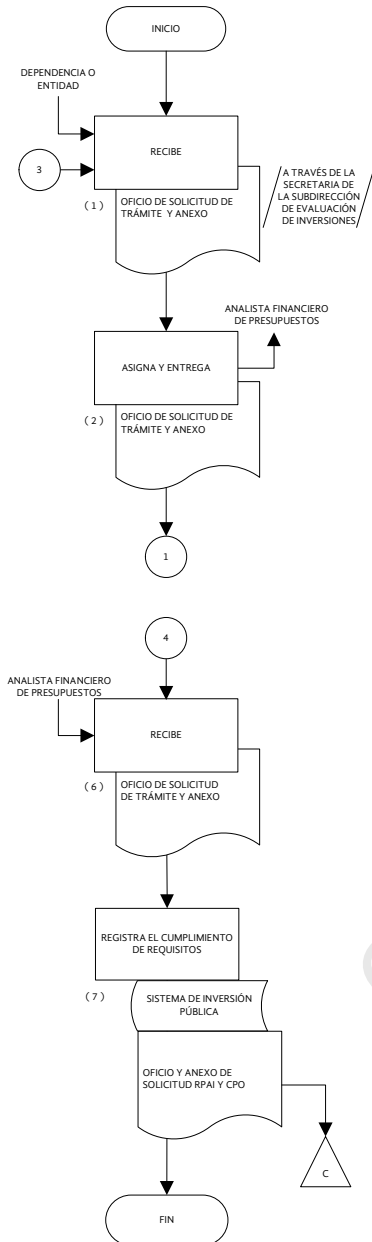 INICIO
DEPENDENCIA O
ENTIDAD
RECIBE
3
( 1 )
OFICIO DE SOLICITUD DE
TRÁMITE Y ANEXO
A TRAVÉS DE LA
SECRETARIA DE
LA SUBDIRECCIÓN
DE EVALUACIÓN
DE INVERSIONES
ANALISTA FINANCIERO
DE PRESUPUESTOS
ASIGNA Y ENTREGA
( 2 )
OFICIO DE SOLICITUD DE
TRÁMITE Y ANEXO
1
4
ANALISTA FINANCIERO
DE PRESUPUESTOS
RECIBE
( 6 )
OFICIO DE SOLICITUD
DE TRÁMITE Y ANEXO
REGISTRA EL CUMPLIMIENTO
DE REQUISITOS
( 7 )
SISTEMA DE INVERSIÓN
PÚBLICA
OFICIO Y ANEXO DE
SOLICITUD RPAI Y CPO
C
FIN